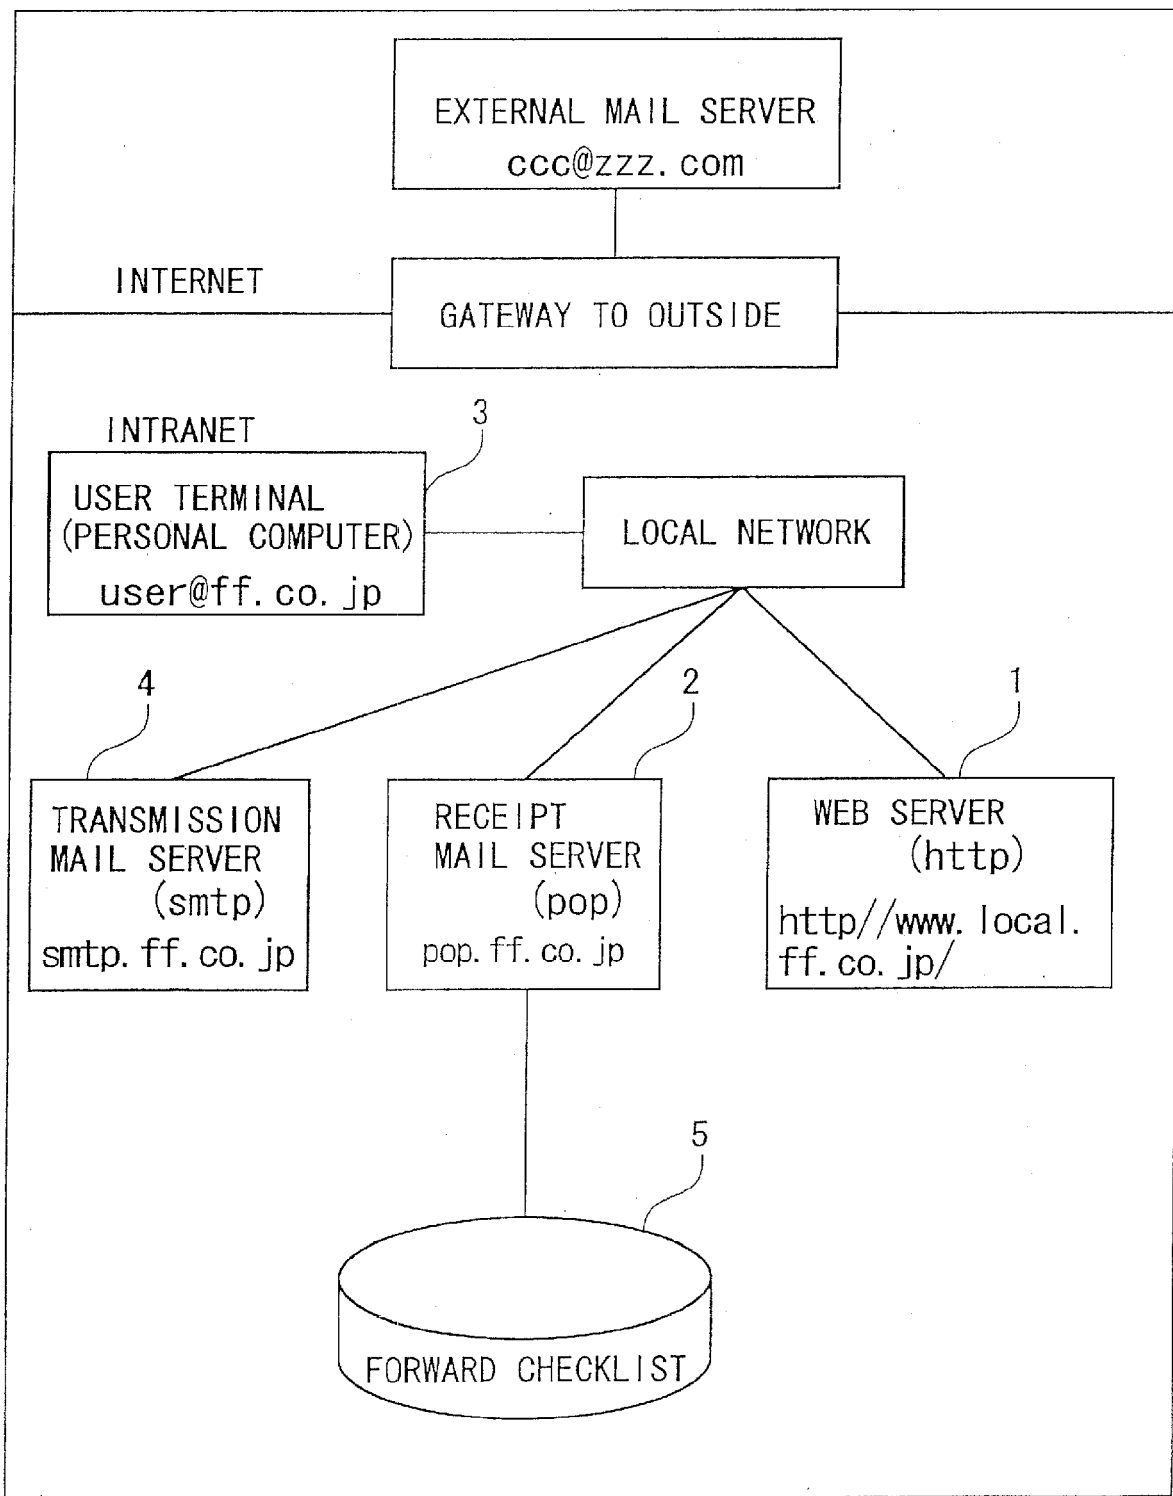 EXTERNAL MAIL SERVER
ccc@zzz.com
INTERNET
GATEWAY TO OUTSIDE
INTRANET
3
USER TERMINAL
(PERSONAL COMPUTER)
user@ff.co.jp
LOCAL NETWORK
4
2
1
TRANSMISSION
MAIL SERVER
(smtp)
smtp.ff.co.jp
RECEIPT
MAIL SERVER
(pop)
pop.ff.co.jp
WEB SERVER
(http)
http//www.local.
ff.co.jp/
5
FORWARD CHECKLIST